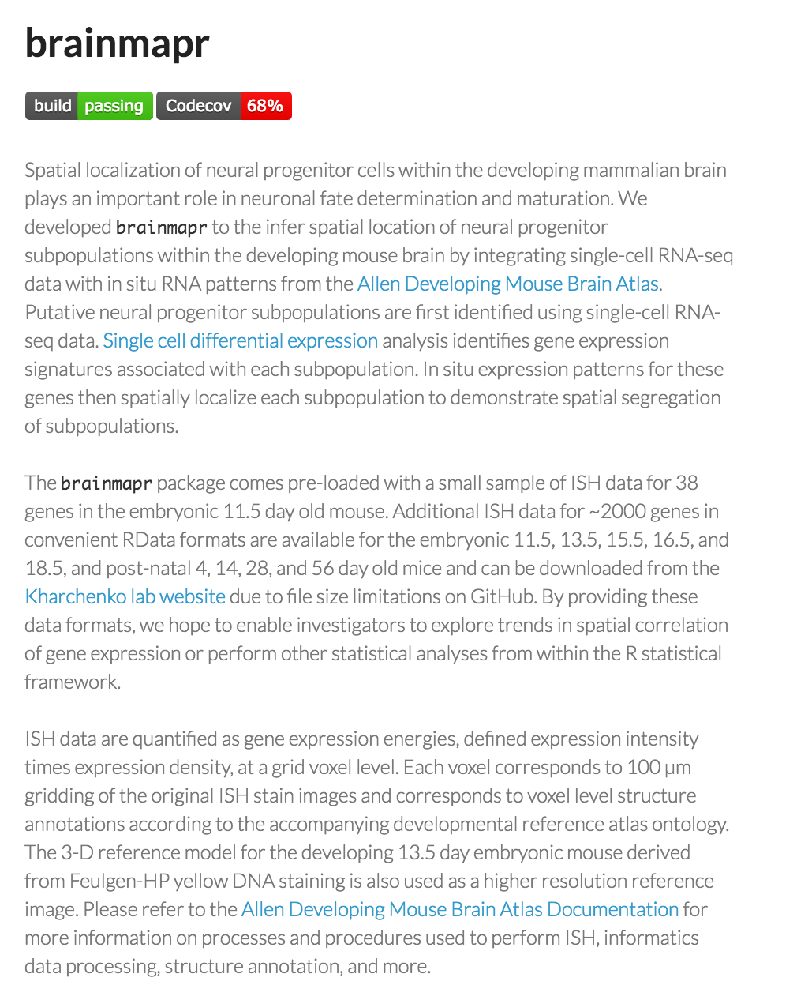 brainmapr
build passing Codecov 68%
Spatial localization of neural progenitor cells within the developing mammalian brain
plays an important role in neuronal fate determination and maturation. We
developed brainmapr to the infer spatial location of neural progenitor
subpopulations within the developing mouse brain by integrating single-cell RNA-seq
data with in situ RNA patterns from the Allen Developing Mouse Brain Atlas.
Putative neural progenitor subpopulations are first identified using single-cell RNA-
seq data. Single cell differential expression analysis identifies gene expression
signatures associated with each subpopulation. In situ expression patterns for these
genes then spatially localize each subpopulation to demonstrate spatial segregation
of subpopulations.
The brainmapr package comes pre-loaded with a small sample of ISH data for 38
genes in the embryonic 11.5 day old mouse. Additional ISH data for ~2000 genes in
convenient RData formats are available for the embryonic 11.5, 13.5, 15.5, 16.5, and
18.5, and post-natal 4, 14, 28, and 56 day old mice and can be downloaded from the
Kharchenko lab website due to file size limitations on GitHub. By providing these
data formats, we hope to enable investigators to explore trends in spatial correlation
of gene expression or perform other statistical analyses from within the R statistical
framework.
ISH data are quantified as gene expression energies, defined expression intensity
times expression density, at a grid voxel level. Each voxel corresponds to 100 µm
gridding of the original ISH stain images and corresponds to voxel level structure
annotations according to the accompanying developmental reference atlas ontology.
The 3-D reference model for the developing 13.5 day embryonic mouse derived
from Feulgen-HP yellow DNA staining is also used as a higher resolution reference
image. Please refer to the Allen Developing Mouse Brain Atlas Documentation for
more information on processes and procedures used to perform ISH, informatics
data processing, structure annotation, and more.